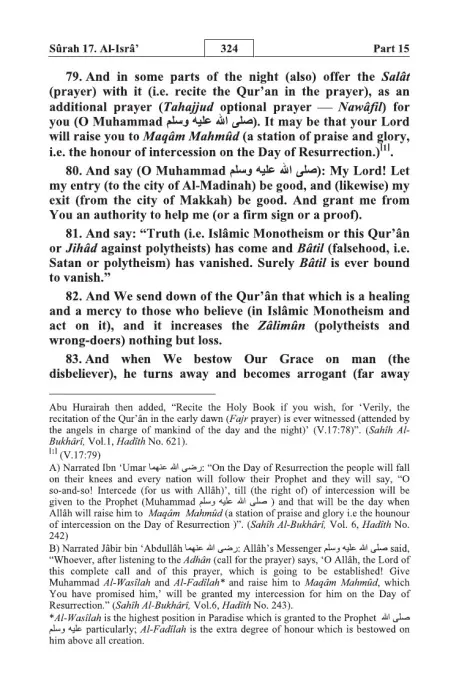 Sûrah 17. Al-Isrâ’ 324 Part 15
79. And in some parts of the night (also) offer the Salât
(prayer) with it (i.e. recite the Qur’an in the prayer), as an
additional prayer (Tahajjud optional prayer — Nawâfil) for
you (O Muhammad صلى الله عليه وسلم). It may be that your Lord
will raise you to Maqâm Mahmûd (a station of praise and glory,
i.e. the honour of intercession on the Day of Resurrection.)[1].
80. And say (O Muhammad صلى الله عليه وسلم): My Lord! Let
my entry (to the city of Al-Madinah) be good, and (likewise) my
exit (from the city of Makkah) be good. And grant me from
You an authority to help me (or a firm sign or a proof).
81. And say: “Truth (i.e. Islâmic Monotheism or this Qur’ân
or Jihâd against polytheists) has come and Bâtil (falsehood, i.e.
Satan or polytheism) has vanished. Surely Bâtil is ever bound
to vanish.”
82. And We send down of the Qur’ân that which is a healing
and a mercy to those who believe (in Islâmic Monotheism and
act on it), and it increases the Zâlimûn (polytheists and
wrong-doers) nothing but loss.
83. And when We bestow Our Grace on man (the
disbeliever), he turns away and becomes arrogant (far away
Abu Hurairah then added, “Recite the Holy Book if you wish, for ‘Verily, the
recitation of the Qur’ân in the early dawn (Fajr prayer) is ever witnessed (attended by
the angels in charge of mankind of the day and the night)’ (V.17:78)”. (Sahîh Al-
Bukhârî, Vol.1, Hadîth No. 621).
[1] (V.17:79)
A) Narrated Ibn ‘Umar رضى الله عنهما: “On the Day of Resurrection the people will fall
on their knees and every nation will follow their Prophet and they will say, “O
so-and-so! Intercede (for us with Allâh)’, till (the right of) of intercession will be
given to the Prophet (Muhammad صلى الله عليه وسلم ) and that will be the day when
Allâh will raise him to Maqâm Mahmûd (a station of praise and glory i.e the hounour
of intercession on the Day of Resurrection )”. (Sahîh Al-Bukhârî, Vol. 6, Hadîth No.
242)
B) Narrated Jâbir bin ‘Abdullâh رضى الله عنهما: Allâh’s Messenger صلى الله عليه وسلم said,
“Whoever, after listening to the Adhân (call for the prayer) says, ‘O Allâh, the Lord of
this complete call and of this prayer, which is going to be established! Give
Muhammad Al-Wasîlah and Al-Fadîlah* and raise him to Maqâm Mahmûd, which
You have promised him,’ will be granted my intercession for him on the Day of
Resurrection.” (Sahîh Al-Bukhârî, Vol.6, Hadîth No. 243).
*Al-Wasîlah is the highest position in Paradise which is granted to the Prophet صلى الله
عليه وسلم particularly; Al-Fadîlah is the extra degree of honour which is bestowed on
him above all creation.